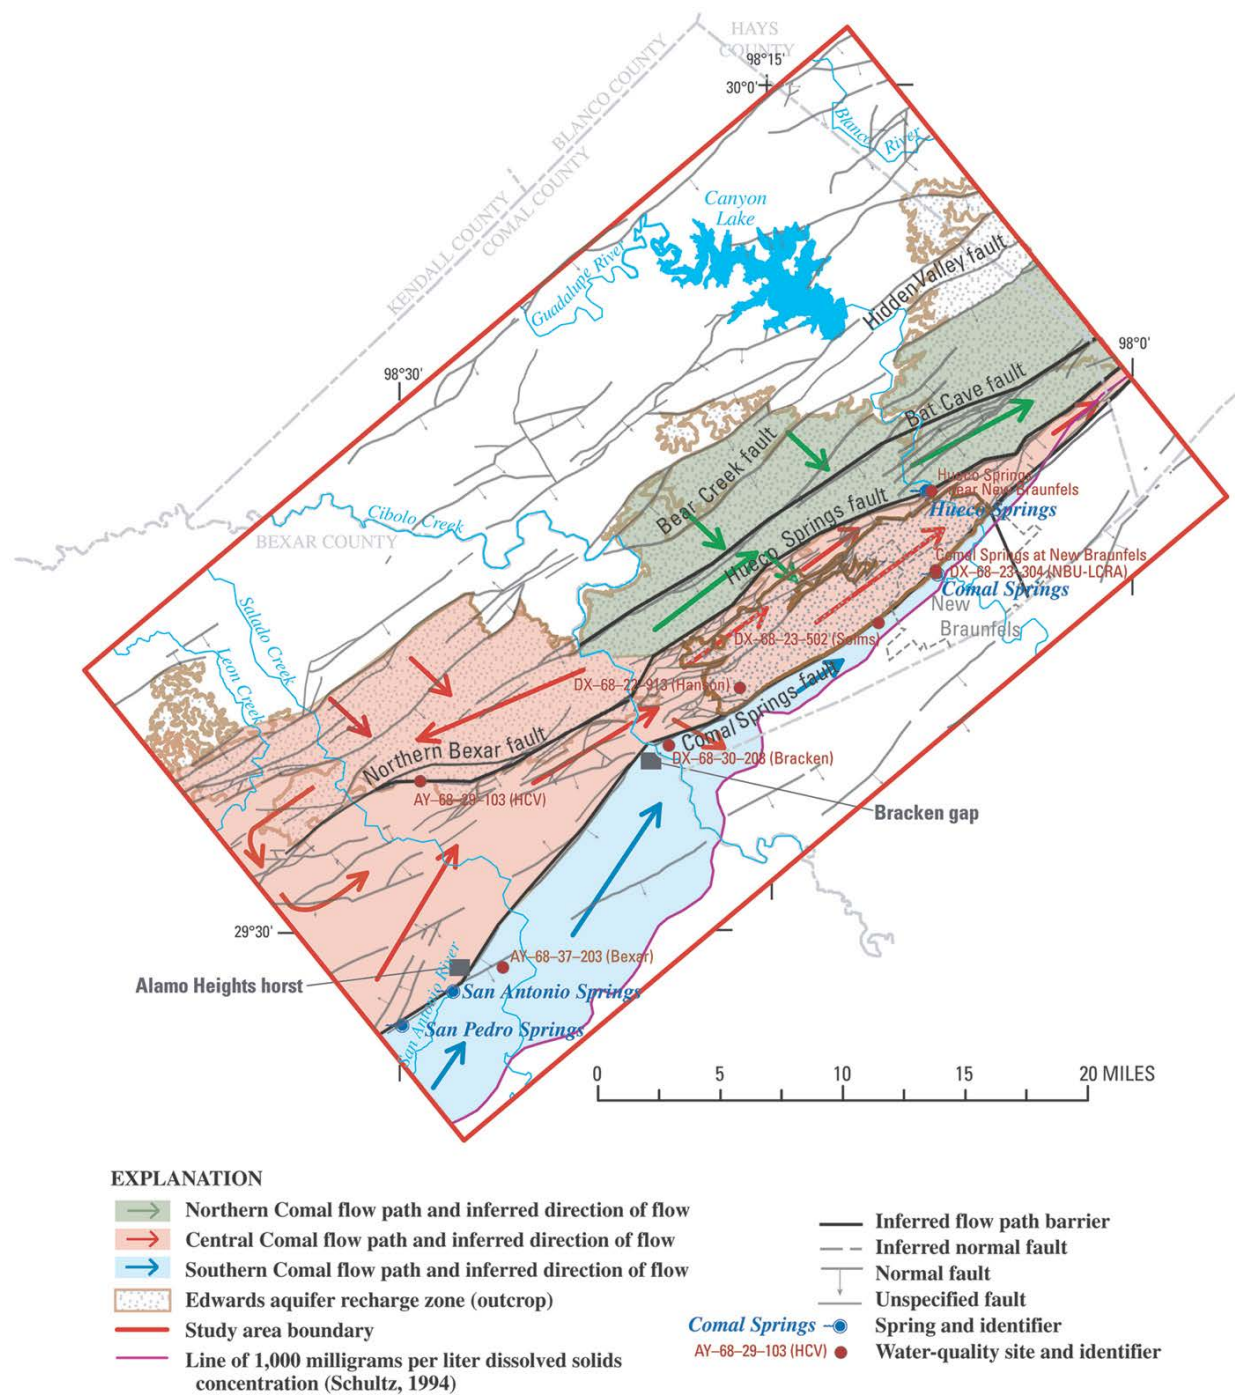 HAYS
COUNTY
98°15'
30°0'
BLANCO COUNTY
COMAL COUNTY
KENDALL COUNTY
Blanco
River
Canyon
Lake
Guadalupe River
Hidden Valley fault
98°0'
98°30'
Bat Cave fault
Bear Creek fault
Hueco Springs fault
Hueco Springs
near New Braunfels
Hueco Springs
Cibolo Creek
BEXAR COUNTY
Comal Springs at New Braunfels
DX–68–23–304 (NBU-LCRA)
Comal Springs
New
Braunfels
Salado Creek
Leon Creek
DX–68–23–502 (Solms)
DX–68–22–913 (Hanson)
Comal Springs fault
Northern Bexar fault
DX–68–30–208 (Bracken)
AY–68–29–103 (HCV)
Bracken gap
29°30'
AY–68–37–203 (Bexar)
Alamo Heights horst
San Antonio River
San Antonio Springs
San Pedro Springs
0 5 10 15 20 MILES
EXPLANATION
Northern Comal flow path and inferred direction of flow
Central Comal flow path and inferred direction of flow
Southern Comal flow path and inferred direction of flow
Edwards aquifer recharge zone (outcrop)
Study area boundary
Line of 1,000 milligrams per liter dissolved solids
concentration (Schultz, 1994)
Inferred flow path barrier
Inferred normal fault
Normal fault
Unspecified fault
Comal Springs Spring and identifier
AY–68–29–103 (HCV) Water-quality site and identifier